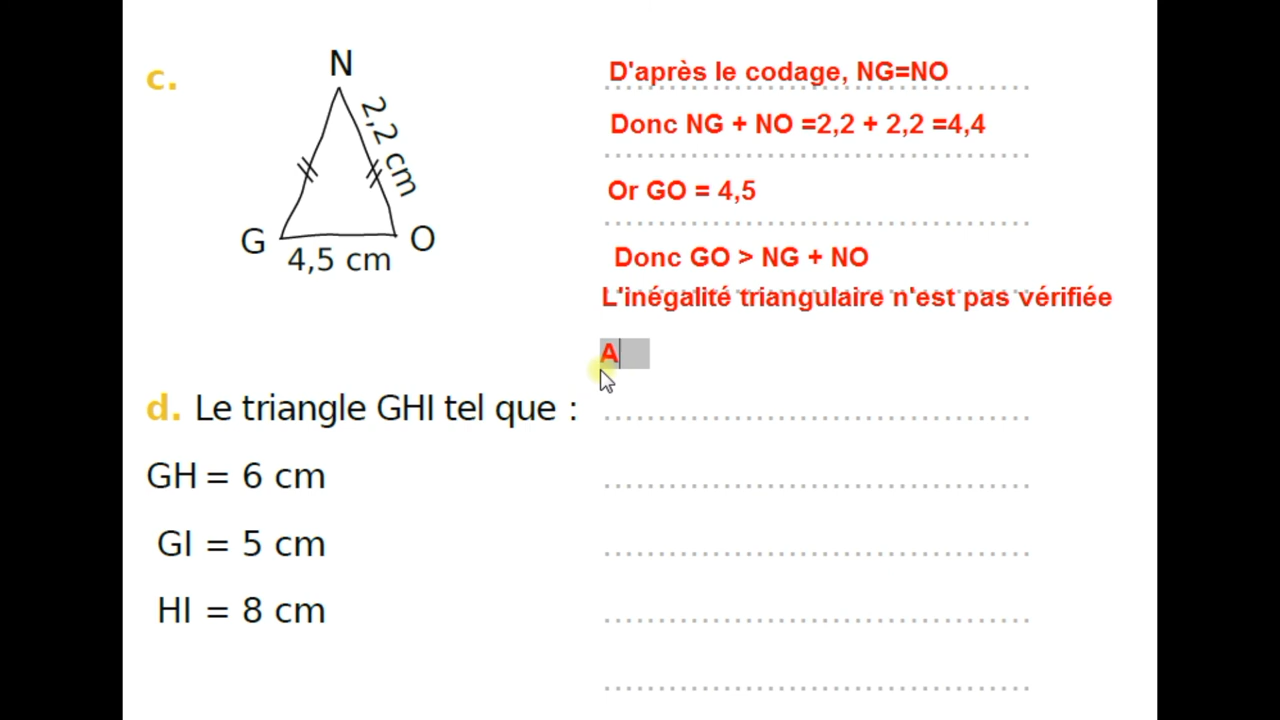 c.
N
2,2 cm
G
O
4,5 cm
D'après le codage, NG=NO
Donc NG + NO =2,2 + 2,2 =4,4
Or GO = 4,5
Donc GO > NG + NO
L'inégalité triangulaire n'est pas vérifiée
A
d. Le triangle GHI tel que :
GH = 6 cm
GI = 5 cm
HI = 8 cm